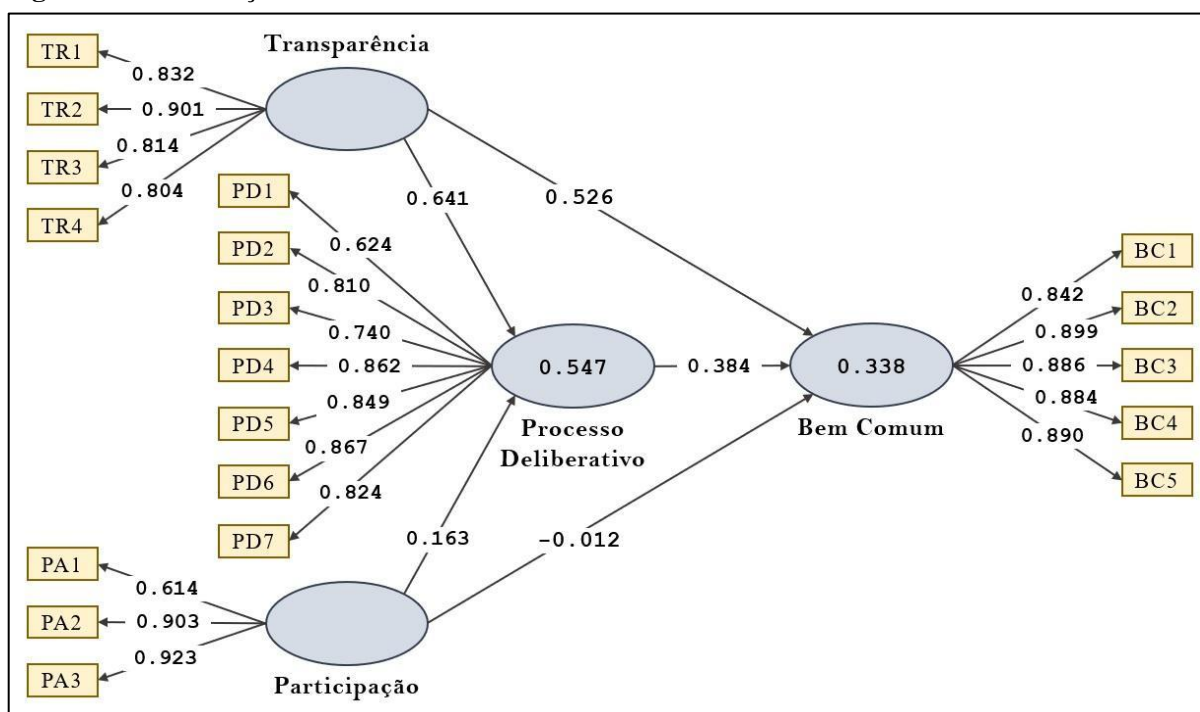 Transparência
TR1
TR2
TR3
TR4
0.832
0.901
0.814
0.804
0.641
0.526
PD1
PD2
PD3
PD4
PD5
PD6
PD7
0.624
0.810
0.740
0.862
0.849
0.867
0.824
0.547
Processo
Deliberativo
0.384
0.338
Bem Comum
0.842
0.899
0.886
0.884
0.890
BC1
BC2
BC3
BC4
BC5
0.163
-0.012
PA1
PA2
PA3
0.614
0.903
0.923
Participação